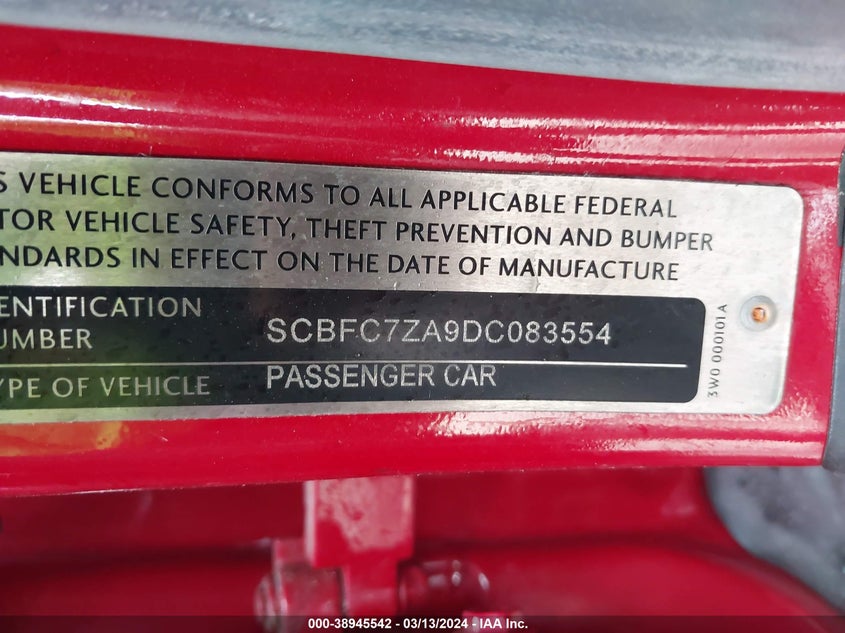 S VEHICLE CONFORMS TO ALL APPLICABLE FEDERAL
TOR VEHICLE SAFETY, THEFT PREVENTION AND BUMPER
ANDARDS IN EFFECT ON THE DATE OF MANUFACTURE
ENTIFICATION
UMBER
SCBFC7ZA9DC083554
YPE OF VEHICLE PASSENGER CAR
3W0 000101A
000-38945542 - 03/13/2024 - IAA Inc.